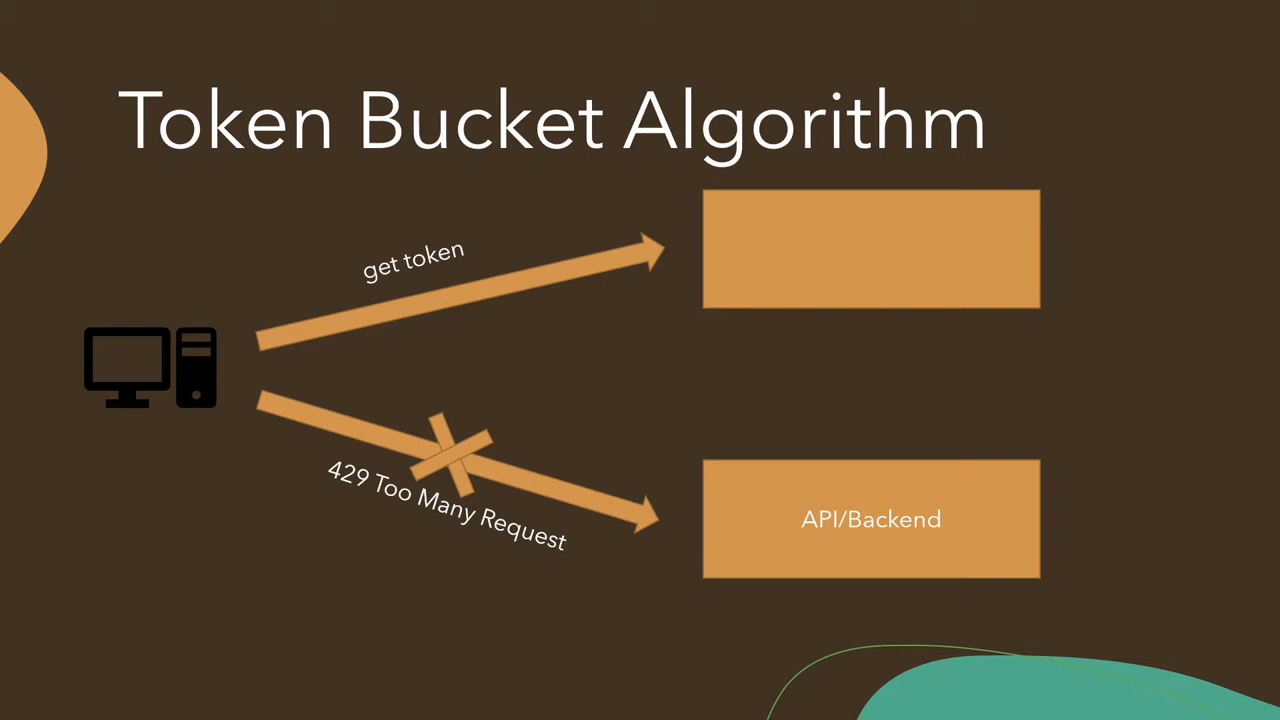 Token Bucket Algorithm
get token
429 Too Many Request
API/Backend